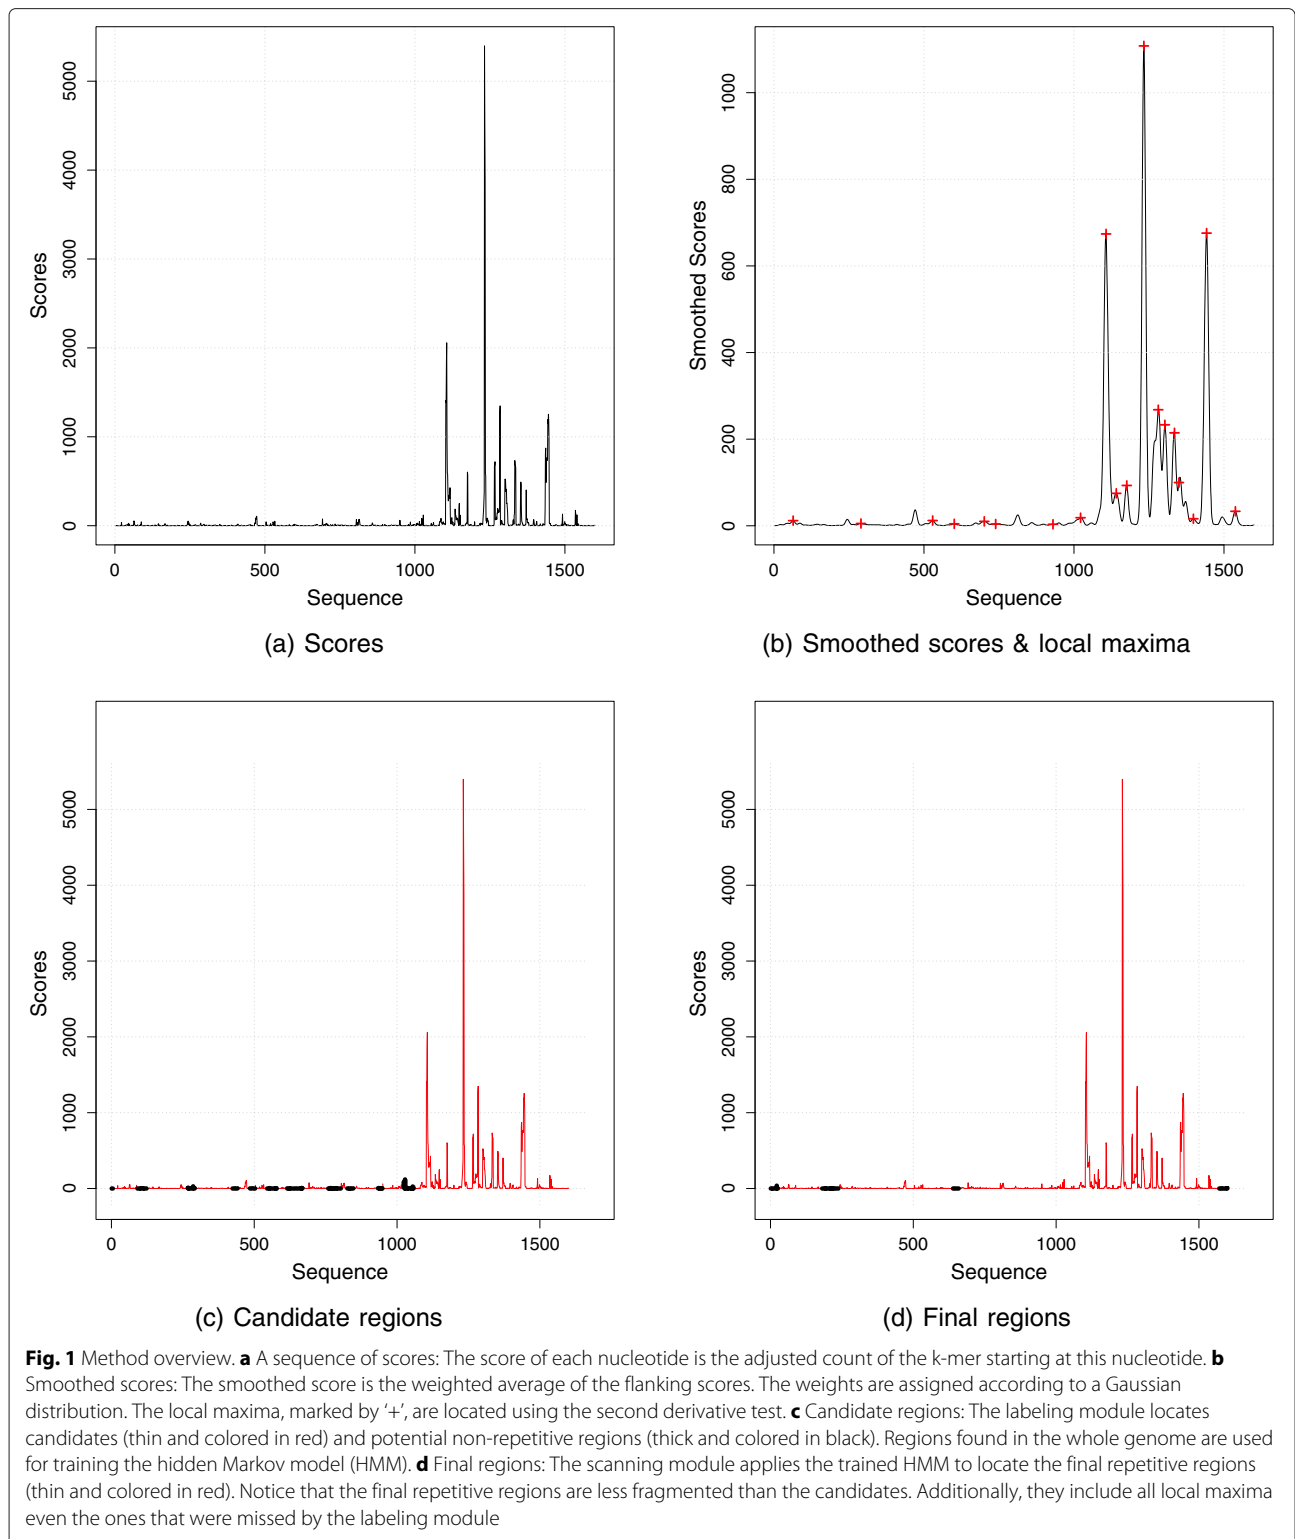 Scores
5000
4000
3000
2000
1000
0
0 500 1000 1500
Sequence
(a) Scores
Smoothed Scores
1000
800
600
400
200
0
0 500 1000 1500
Sequence
(b) Smoothed scores & local maxima
Scores
5000
4000
3000
2000
1000
0
0 500 1000 1500
Sequence
(c) Candidate regions
Scores
5000
4000
3000
2000
1000
0
0 500 1000 1500
Sequence
(d) Final regions
Fig. 1 Method overview. a A sequence of scores: The score of each nucleotide is the adjusted count of the k-mer starting at this nucleotide. b
Smoothed scores: The smoothed score is the weighted average of the flanking scores. The weights are assigned according to a Gaussian
distribution. The local maxima, marked by ‘+’, are located using the second derivative test. c Candidate regions: The labeling module locates
candidates (thin and colored in red) and potential non-repetitive regions (thick and colored in black). Regions found in the whole genome are used
for training the hidden Markov model (HMM). d Final regions: The scanning module applies the trained HMM to locate the final repetitive regions
(thin and colored in red). Notice that the final repetitive regions are less fragmented than the candidates. Additionally, they include all local maxima
even the ones that were missed by the labeling module